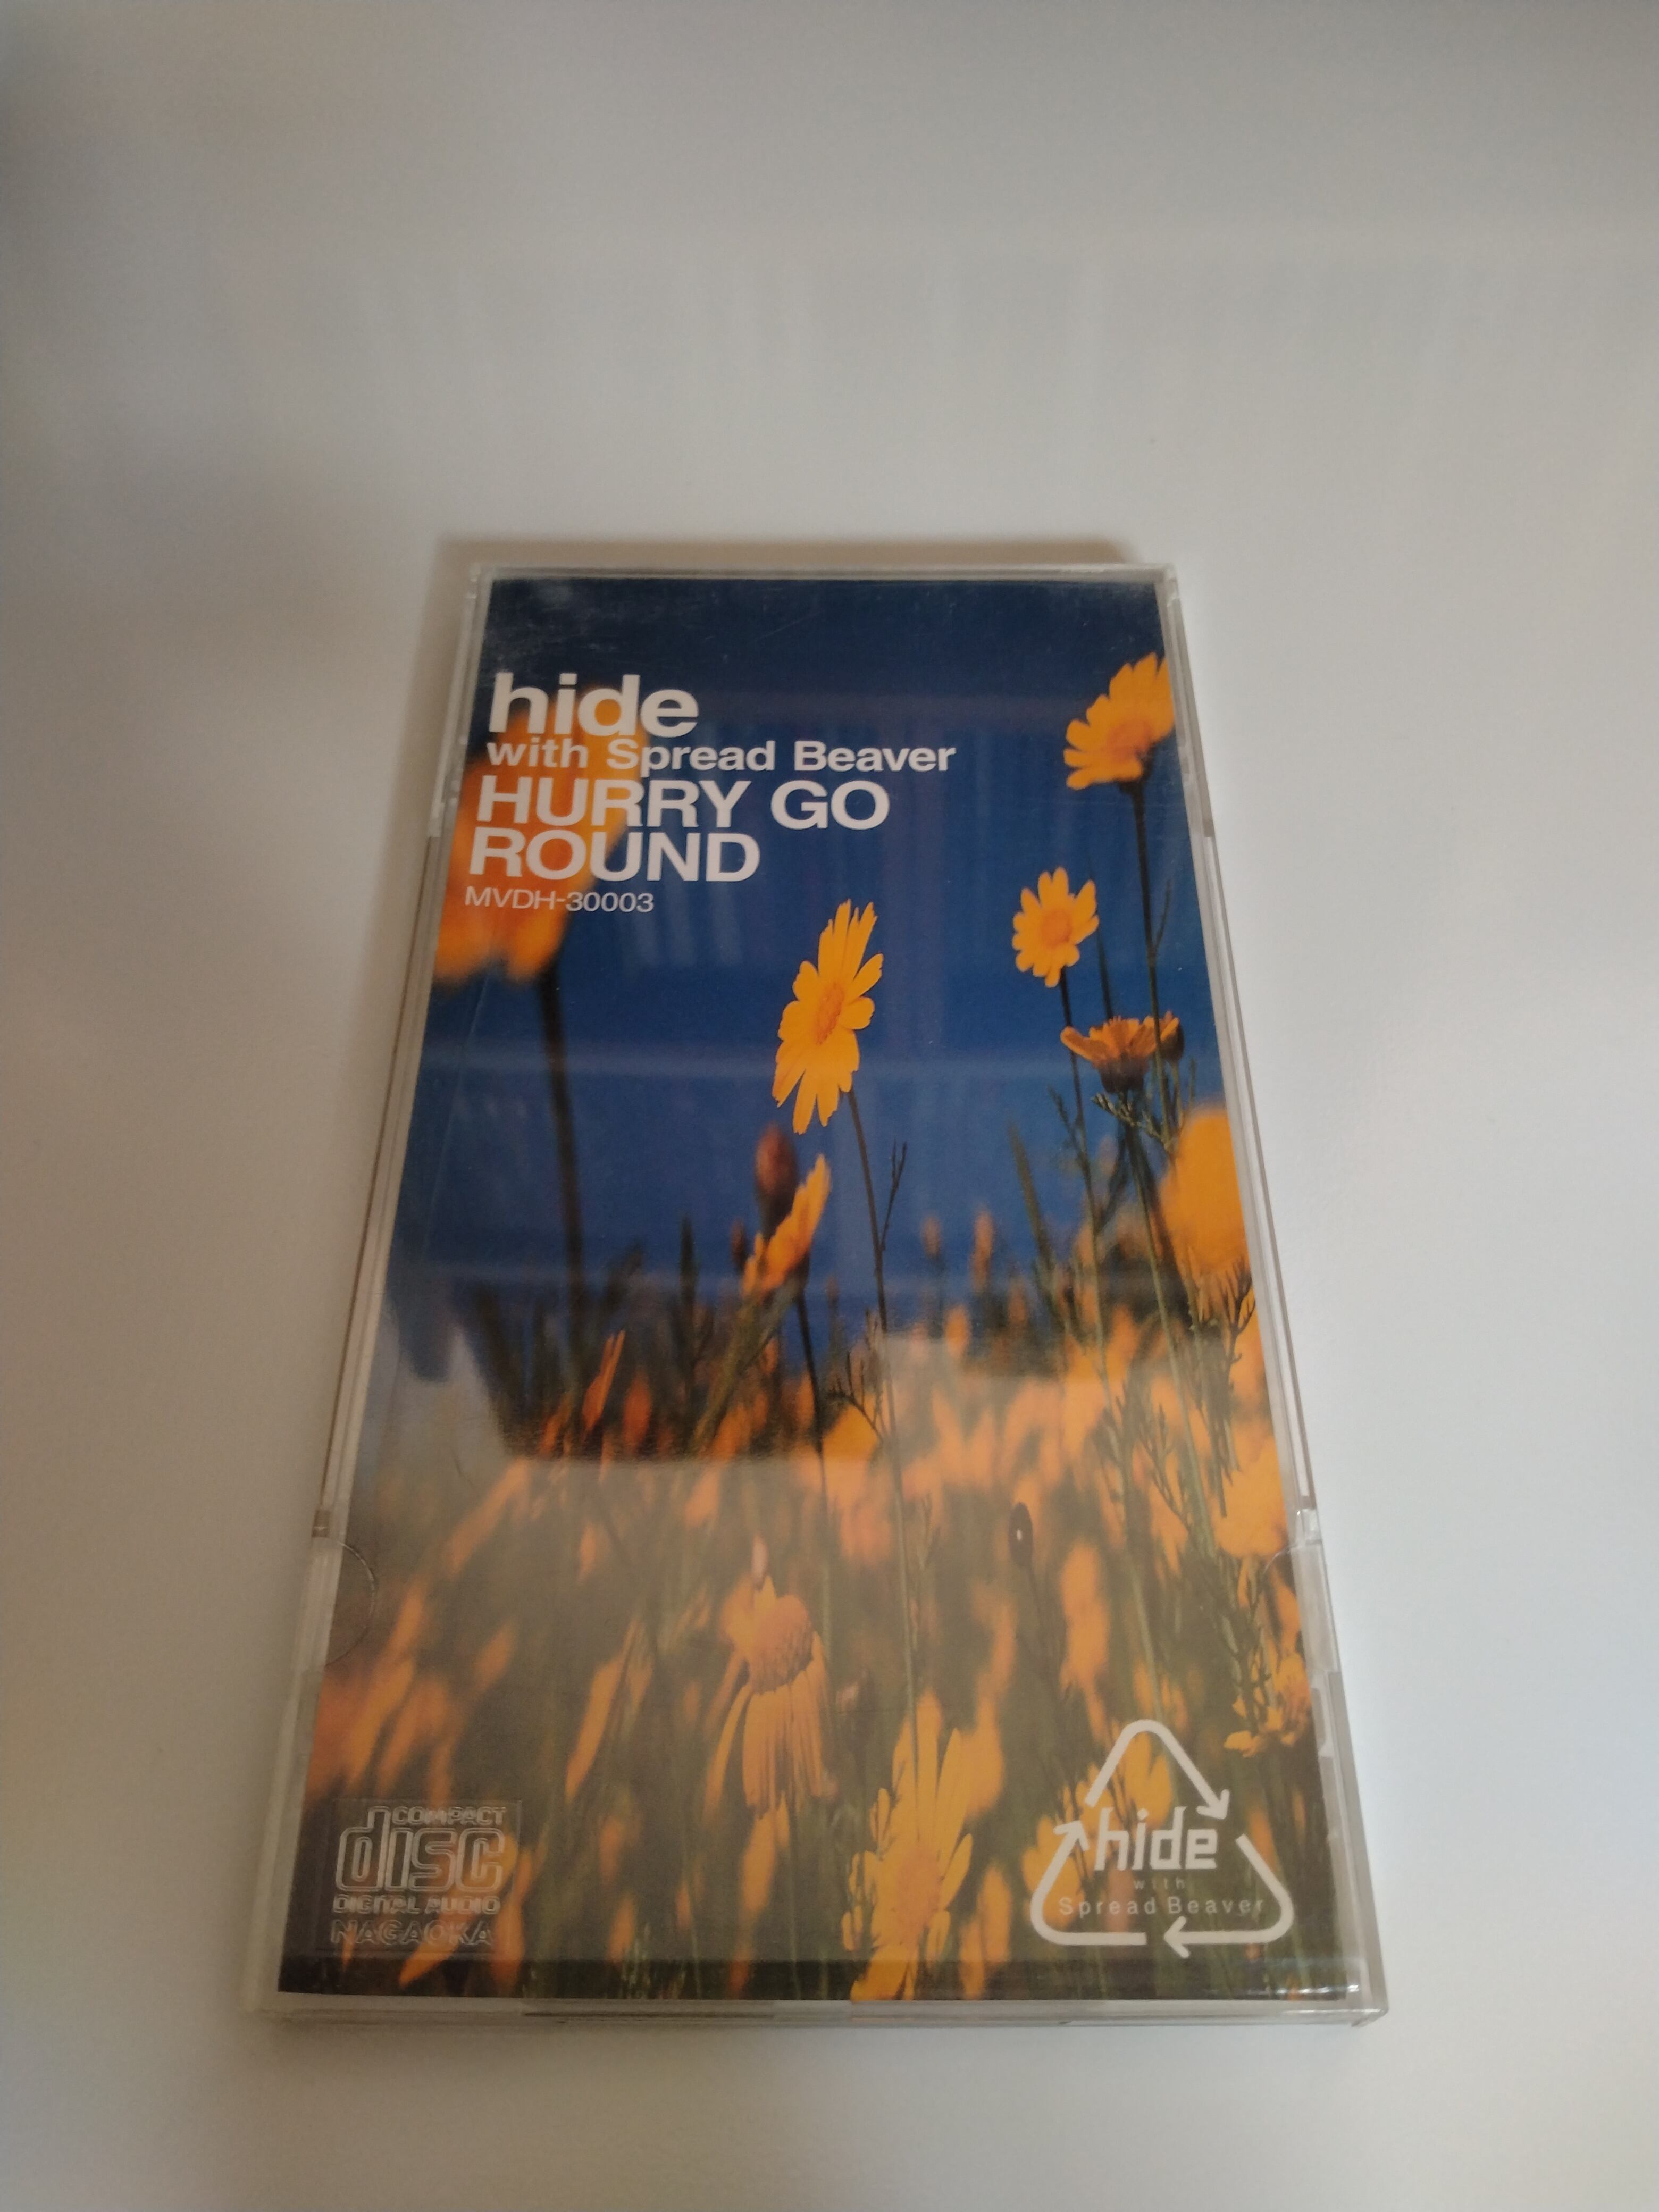 hide
with Spread Beaver
HURRY GO
ROUND
MVDH-30003
COMPACT
disc
DIGITAL AUDIO
NAGAOKA
hide
with
Spread Beaver